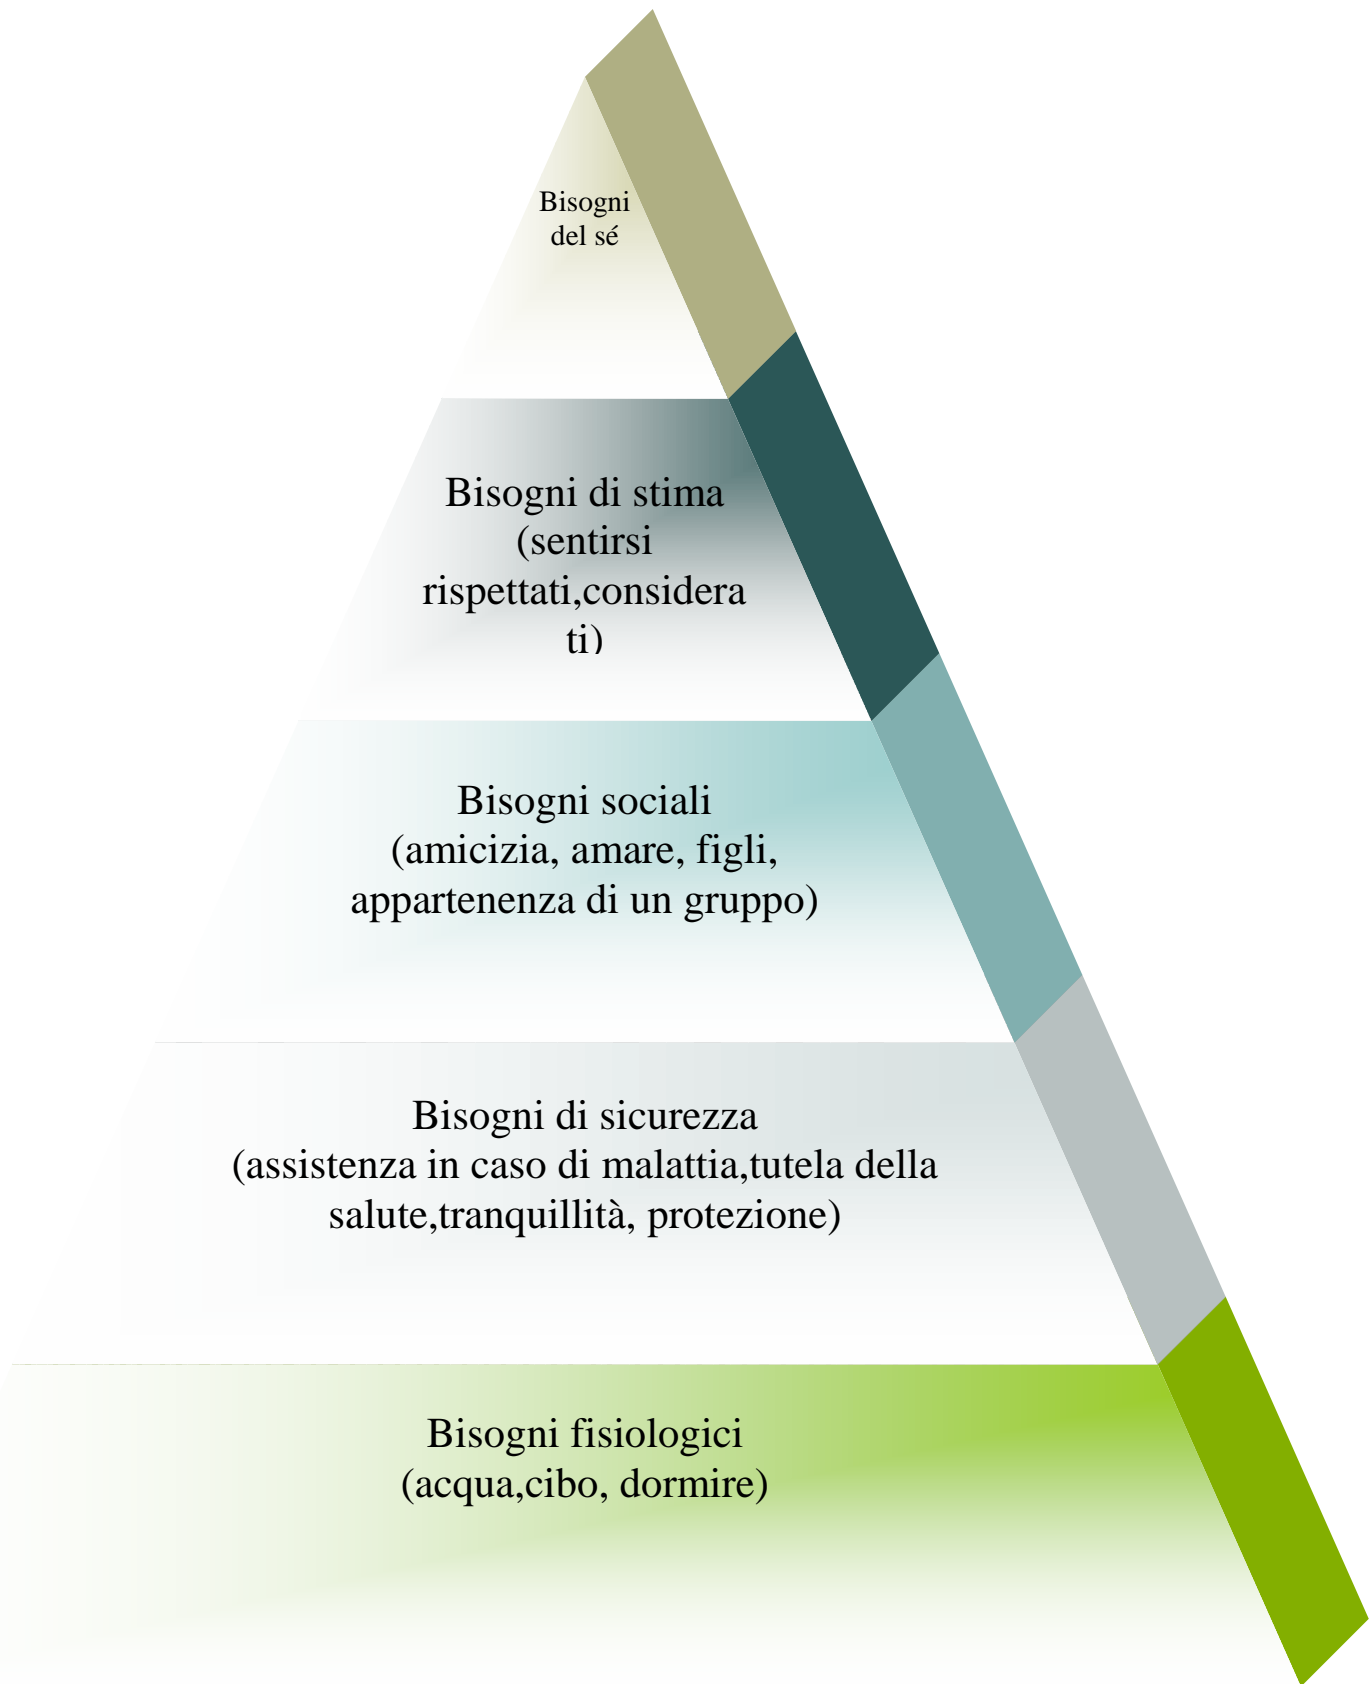 Bisogni
del sé
Bisogni di stima
(sentirsi
rispettati,considera
ti)
Bisogni sociali
(amicizia, amare, figli,
appartenenza di un gruppo)
Bisogni di sicurezza
(assistenza in caso di malattia,tutela della
salute,tranquillità, protezione)
Bisogni fisiologici
(acqua,cibo, dormire)